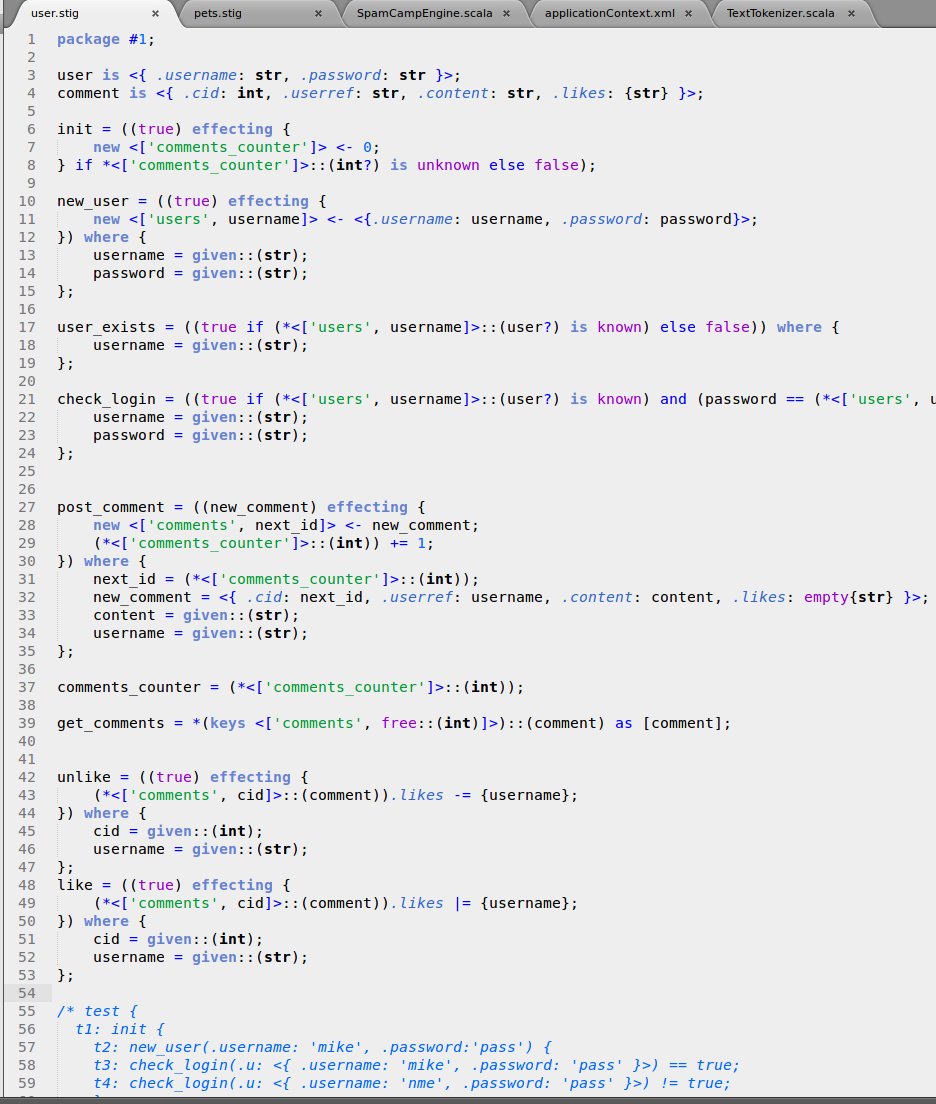 user.stig × pets.stig × SpamCampEngine.scala × applicationContext.xml × TextTokenizer.scala ×
1 package #1;
2
3 user is <{ .username: str, .password: str }>;
4 comment is <{ .cid: int, .userref: str, .content: str, .likes: {str} }>;
5
6 init = ((true) effecting {
7     new <['comments_counter']> <- 0;
8 } if *<['comments_counter']>::(int?) is unknown else false);
9
10 new_user = ((true) effecting {
11     new <['users', username]> <- <{.username: username, .password: password}>;
12 }) where {
13     username = given::(str);
14     password = given::(str);
15 };
16
17 user_exists = ((true if (*<['users', username]>::(user?) is known) else false)) where {
18     username = given::(str);
19 };
20
21 check_login = ((true if (*<['users', username]>::(user?) is known) and (password == (*<['users', u
22     username = given::(str);
23     password = given::(str);
24 };
25
26
27 post_comment = ((new_comment) effecting {
28     new <['comments', next_id]> <- new_comment;
29     (*<['comments_counter']>::(int)) += 1;
30 }) where {
31     next_id = (*<['comments_counter']>::(int));
32     new_comment = <{ .cid: next_id, .userref: username, .content: content, .likes: empty{str} }>;
33     content = given::(str);
34     username = given::(str);
35 };
36
37 comments_counter = (*<['comments_counter']>::(int));
38
39 get_comments = *(keys <['comments', free::(int)]>)::(comment) as [comment];
40
41
42 unlike = ((true) effecting {
43     (*<['comments', cid]>::(comment)).likes -= {username};
44 }) where {
45     cid = given::(int);
46     username = given::(str);
47 };
48 like = ((true) effecting {
49     (*<['comments', cid]>::(comment)).likes |= {username};
50 }) where {
51     cid = given::(int);
52     username = given::(str);
53 };
54
55 /* test {
56   t1: init {
57     t2: new_user(.username: 'mike', .password:'pass') {
58     t3: check_login(.u: <{ .username: 'mike', .password: 'pass' }>) == true;
59     t4: check_login(.u: <{ .username: 'nme', .password: 'pass' }>) != true;